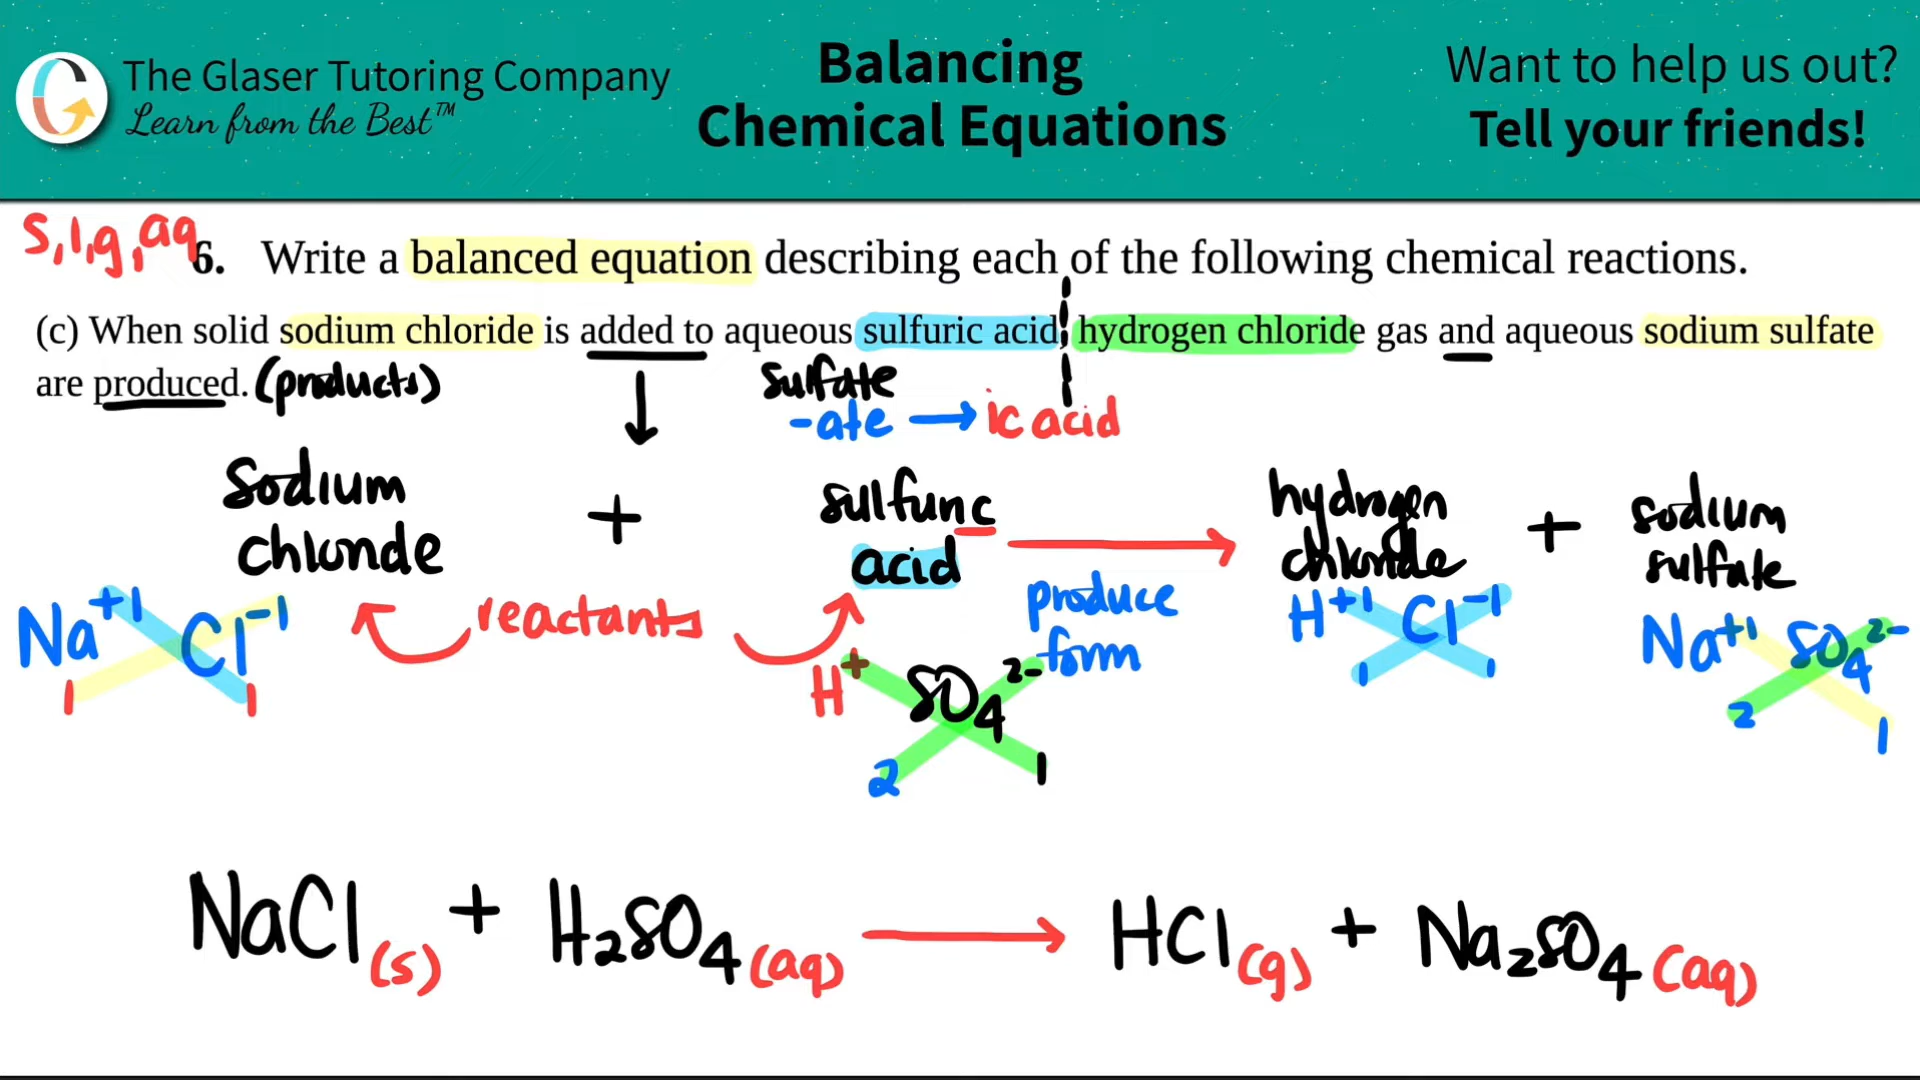 The Glaser Tutoring Company
Learn from the Best™
Balancing
Chemical Equations
Want to help us out?
Tell your friends!
s, l, g, aq
6. Write a balanced equation describing each of the following chemical reactions.
(c) When solid sodium chloride is added to aqueous sulfuric acid, hydrogen chloride gas and aqueous sodium sulfate
are produced. (products)
sulfate
-ate → ic acid
sodium
chloride
+
sulfuric
acid
→
produce
form
hydrogen
chloride
+
sodium
sulfate
reactants
Na⁺¹ Cl⁻¹
1 1
H⁺ SO₄²⁻
2 1
H⁺¹ Cl⁻¹
1 1
Na⁺¹ SO₄²⁻
2 1
NaCl(s) + H₂SO₄(aq) → HCl(g) + Na₂SO₄(aq)